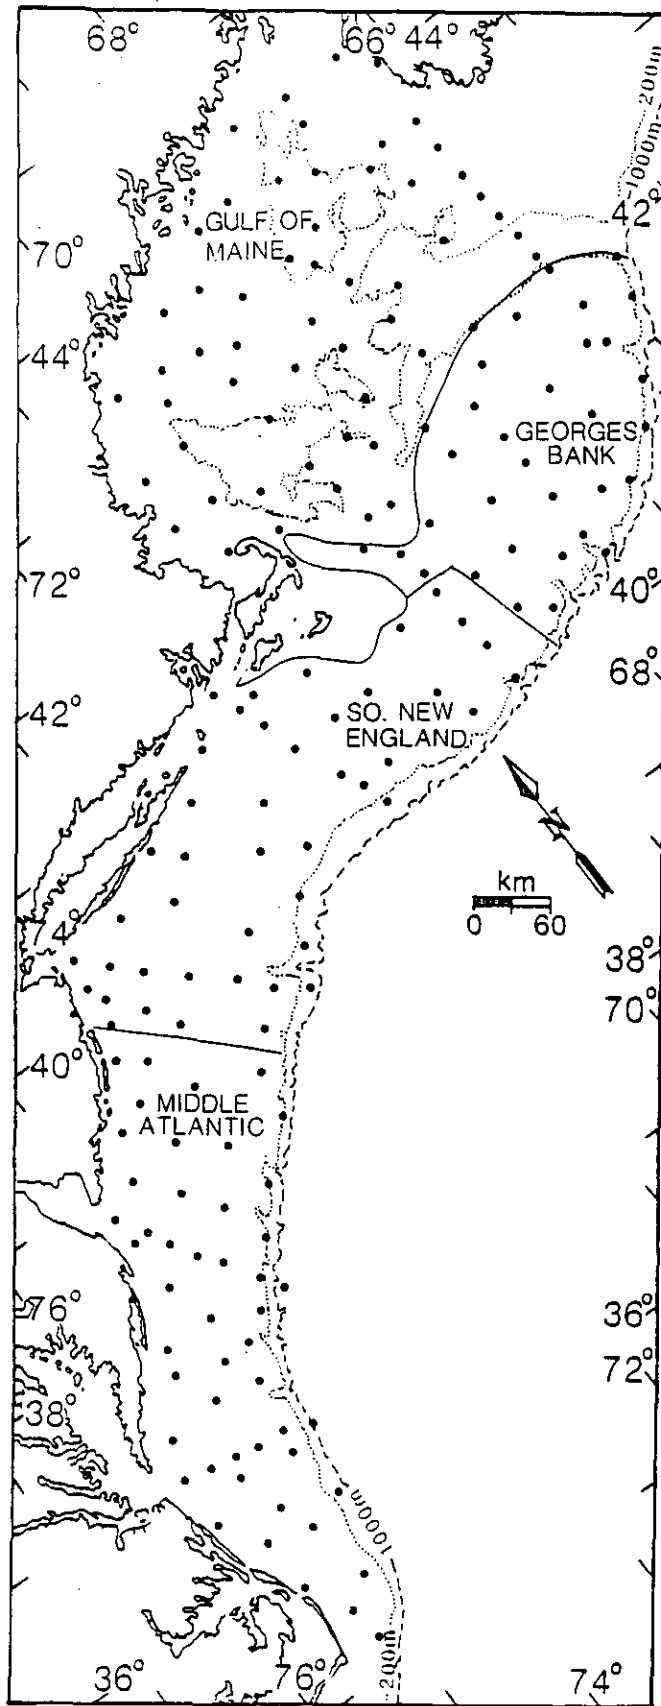 68° 66° 44°
200m
1000m
42°
GULF OF
MAINE
70°
44°
GEORGES
BANK
72°
40°
68°
42°
SO. NEW
ENGLAND
N
km
0 60
74°
38°
70°
40°
MIDDLE
ATLANTIC
76°
36°
72°
38°
1000m
200m
36° 76° 74°